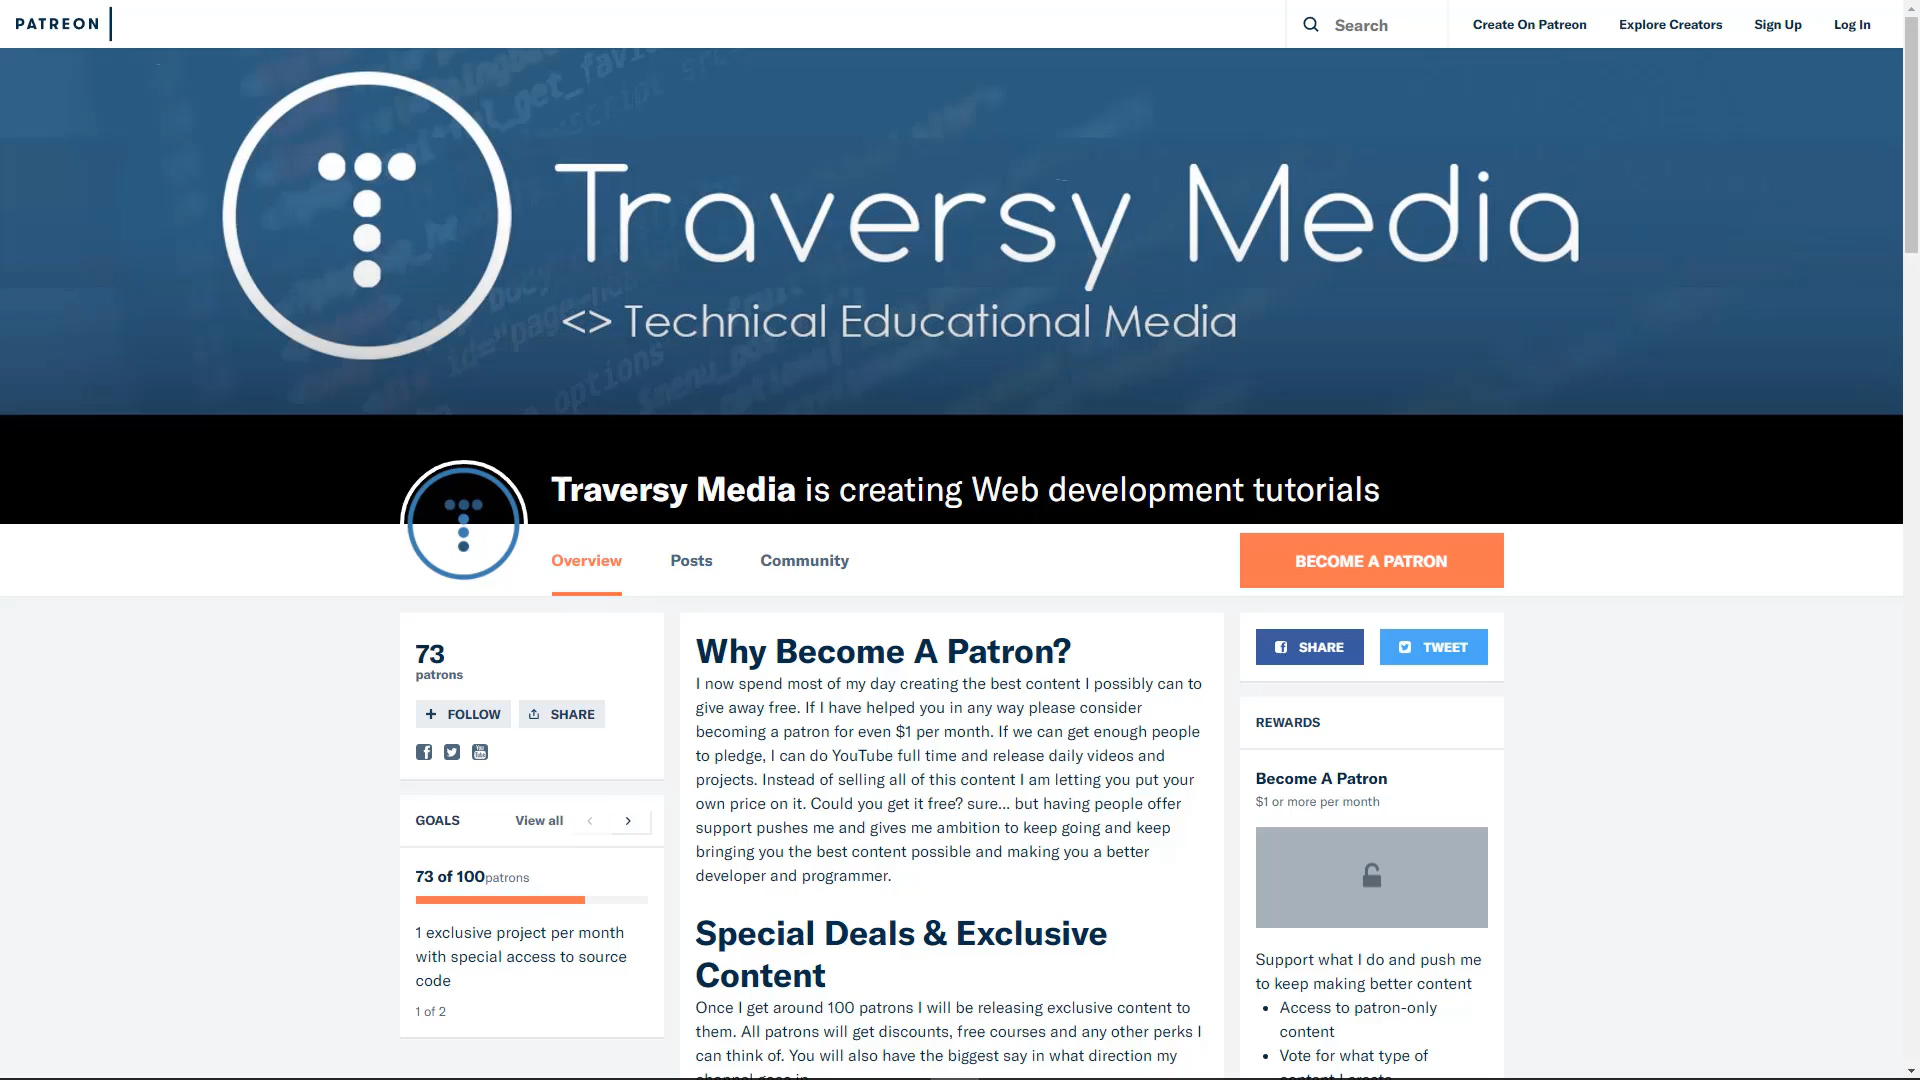 PATREON
Search
Create On Patreon
Explore Creators
Sign Up
Log In
Traversy Media
<> Technical Educational Media
Traversy Media is creating Web development tutorials
Overview
Posts
Community
BECOME A PATRON
73
patrons
+ FOLLOW
SHARE
GOALS
View all
73 of 100 patrons
1 exclusive project per month
with special access to source
code
1 of 2
Why Become A Patron?
I now spend most of my day creating the best content I possibly can to
give away free. If I have helped you in any way please consider
becoming a patron for even $1 per month. If we can get enough people
to pledge, I can do YouTube full time and release daily videos and
projects. Instead of selling all of this content I am letting you put your
own price on it. Could you get it free? sure... but having people offer
support pushes me and gives me ambition to keep going and keep
bringing you the best content possible and making you a better
developer and programmer.
Special Deals & Exclusive
Content
Once I get around 100 patrons I will be releasing exclusive content to
them. All patrons will get discounts, free courses and any other perks I
can think of. You will also have the biggest say in what direction my
channel goes in
SHARE
TWEET
REWARDS
Become A Patron
$1 or more per month
Support what I do and push me
to keep making better content
• Access to patron-only
content
• Vote for what type of
content I create